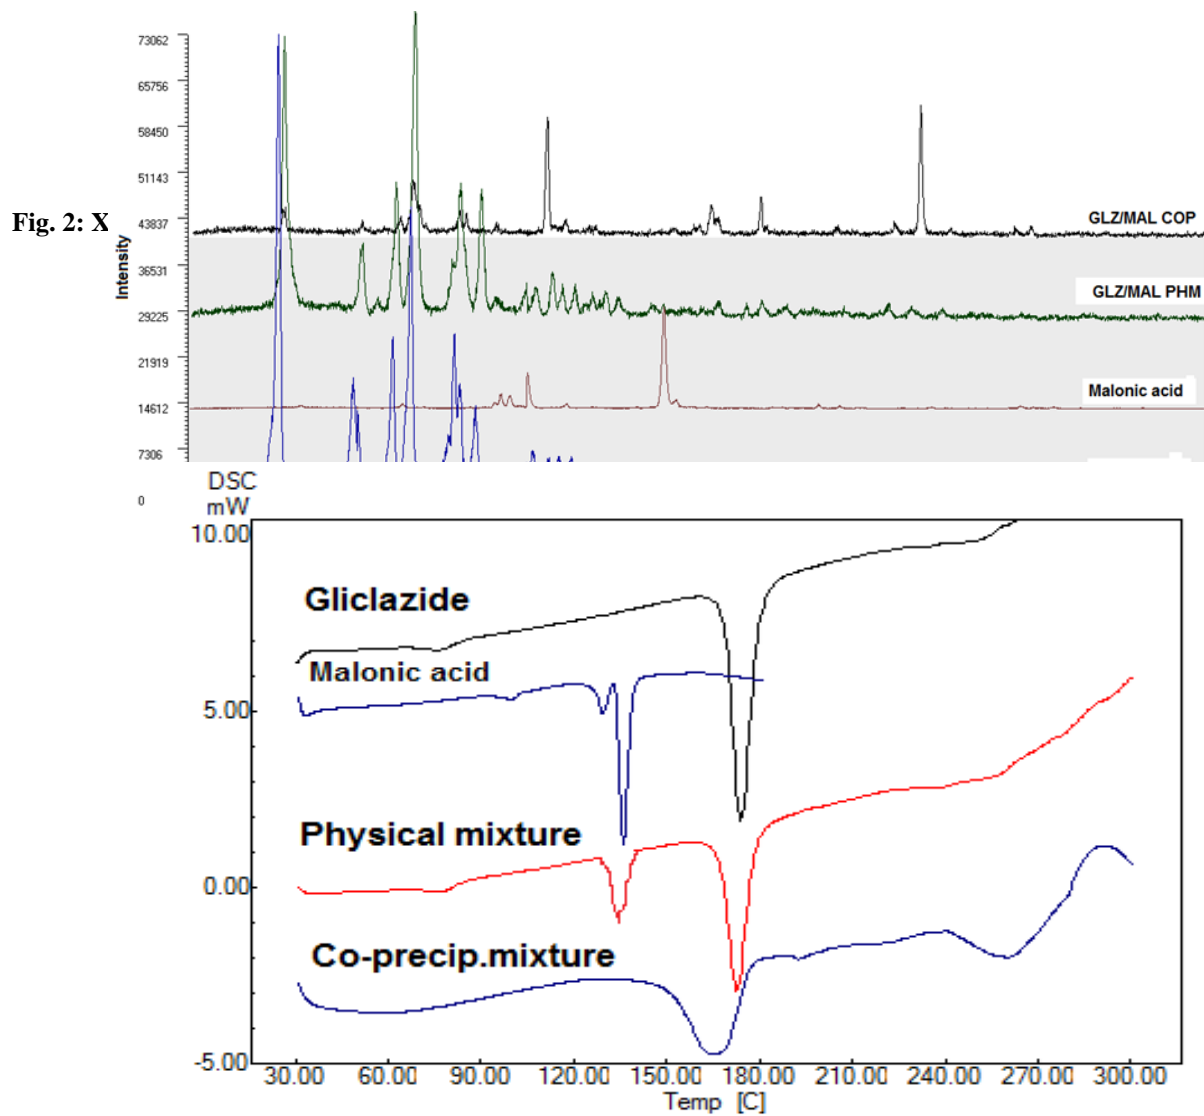 73062
65756
58450
51143
43837
36531
29225
21919
14612
7306
0
Intensity
Fig. 2: X
GLZ/MAL COP
GLZ/MAL PHM
Malonic acid
DSC
mW
10.00
5.00
0.00
-5.00
Gliclazide
Malonic acid
Physical mixture
Co-precip.mixture
30.00 60.00 90.00 120.00 150.00 180.00 210.00 240.00 270.00 300.00
Temp [C]